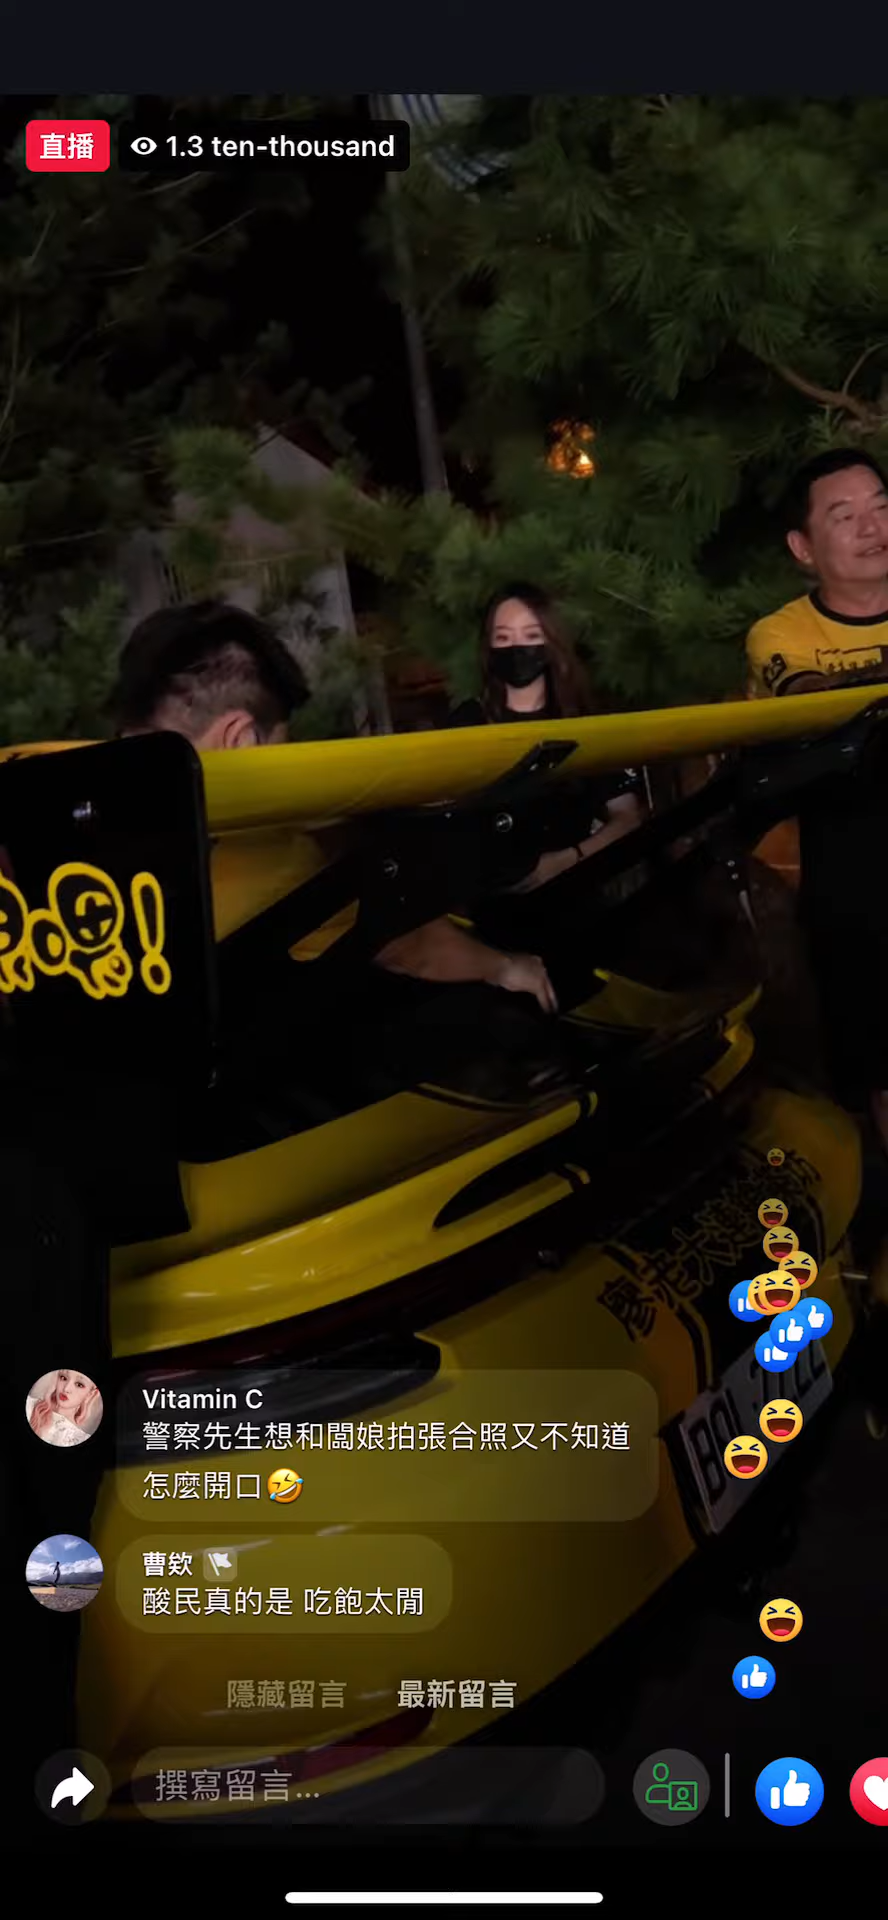 直播
1.3 ten-thousand
Vitamin C
警察先生想和闆娘拍張合照又不知道
怎麼開口🤣
曹欸
酸民真的是 吃飽太閒
隱藏留言
最新留言
撰寫留言...